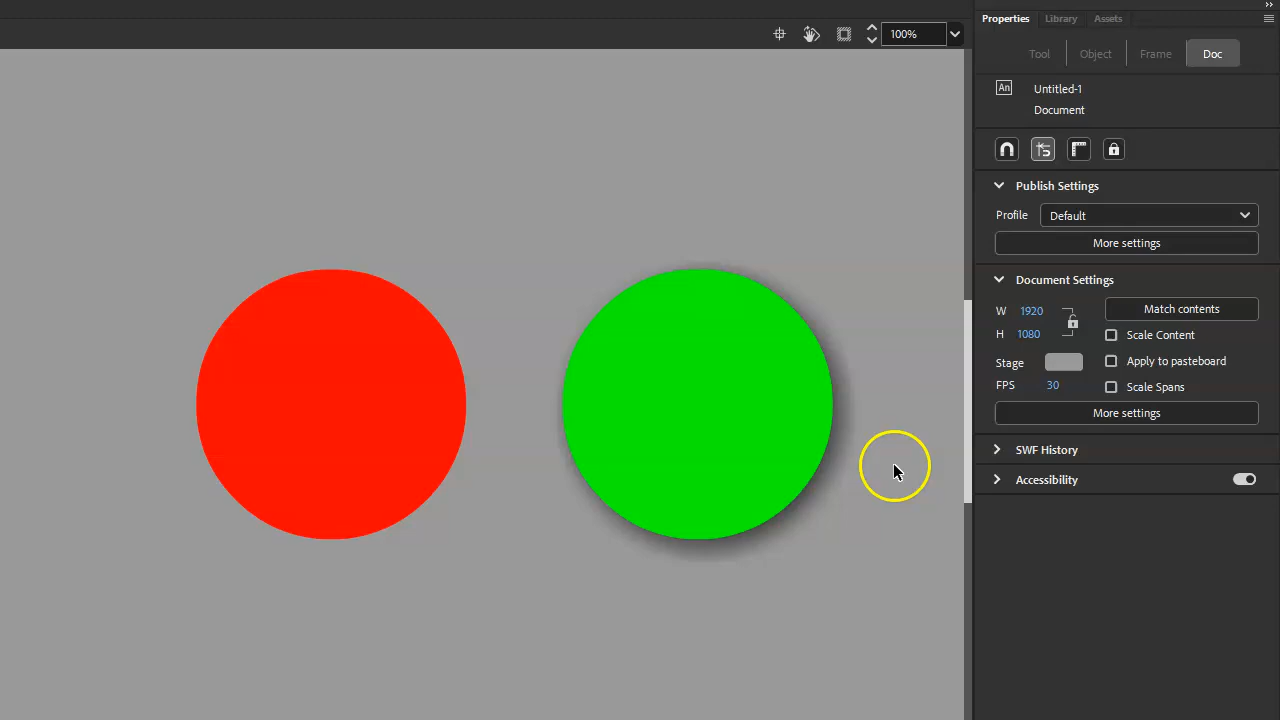 Properties Library Assets
100%
Tool Object Frame Doc
An Untitled-1
Document
Publish Settings
Profile Default
More settings
Document Settings
W 1920 Match contents
H 1080 Scale Content
Stage Apply to pasteboard
FPS 30 Scale Spans
More settings
SWF History
Accessibility